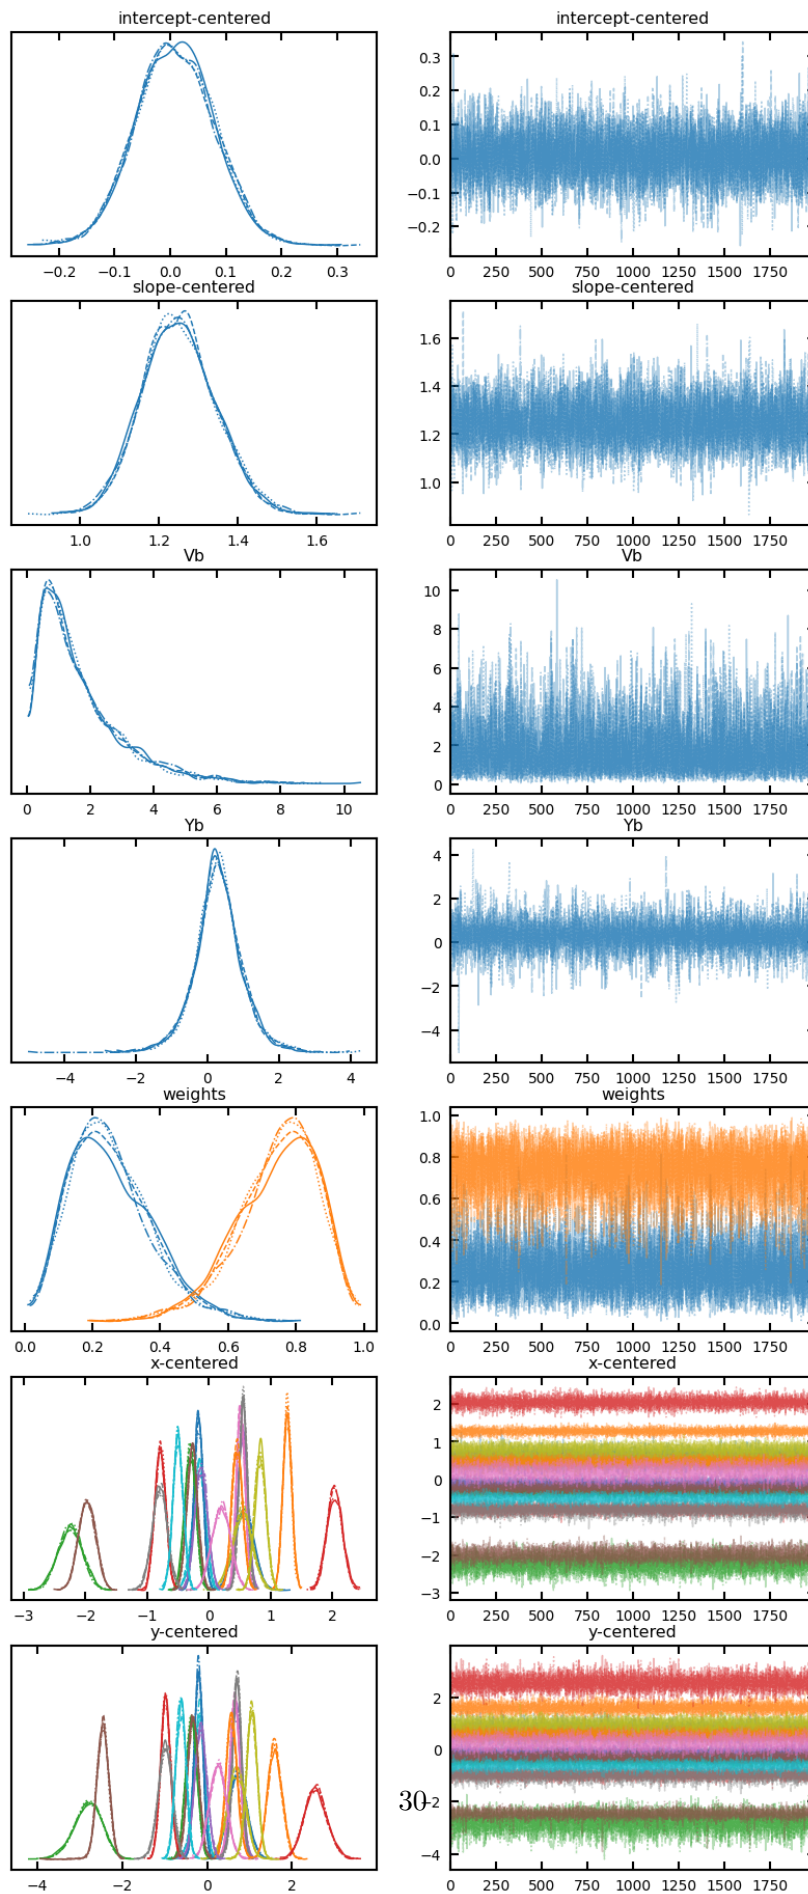 intercept-centered intercept-centered
0.3
0.2
0.1
0.0
−0.1
−0.2
−0.2 −0.1 0.0 0.1 0.2 0.3 0 250 500 750 1000 1250 1500 1750
slope-centered slope-centered
1.6
1.4
1.2
1.0
1.0 1.2 1.4 1.6 0 250 500 750 1000 1250 1500 1750
Vb Vb
10
8
6
4
2
0
0 2 4 6 8 10 0 250 500 750 1000 1250 1500 1750
Yb Yb
4
2
0
−2
−4
−4 −2 0 2 4 0 250 500 750 1000 1250 1500 1750
weights weights
1.0
0.8
0.6
0.4
0.2
0.0
0.0 0.2 0.4 0.6 0.8 1.0 0 250 500 750 1000 1250 1500 1750
x-centered x-centered
2
1
0
−1
−2
−3
−3 −2 −1 0 1 2 0 250 500 750 1000 1250 1500 1750
y-centered y-centered
2
0
30
−2
−4
−4 −2 0 2 0 250 500 750 1000 1250 1500 1750